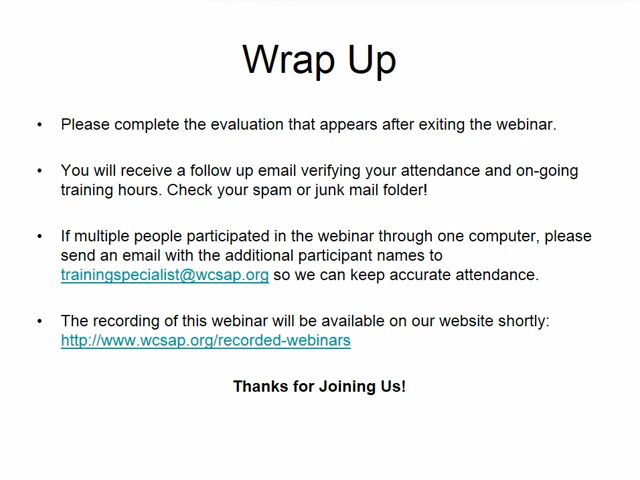 Wrap Up
• Please complete the evaluation that appears after exiting the webinar.
• You will receive a follow up email verifying your attendance and on-going
training hours. Check your spam or junk mail folder!
• If multiple people participated in the webinar through one computer, please
send an email with the additional participant names to
trainingspecialist@wcsap.org so we can keep accurate attendance.
• The recording of this webinar will be available on our website shortly:
http://www.wcsap.org/recorded-webinars
Thanks for Joining Us!